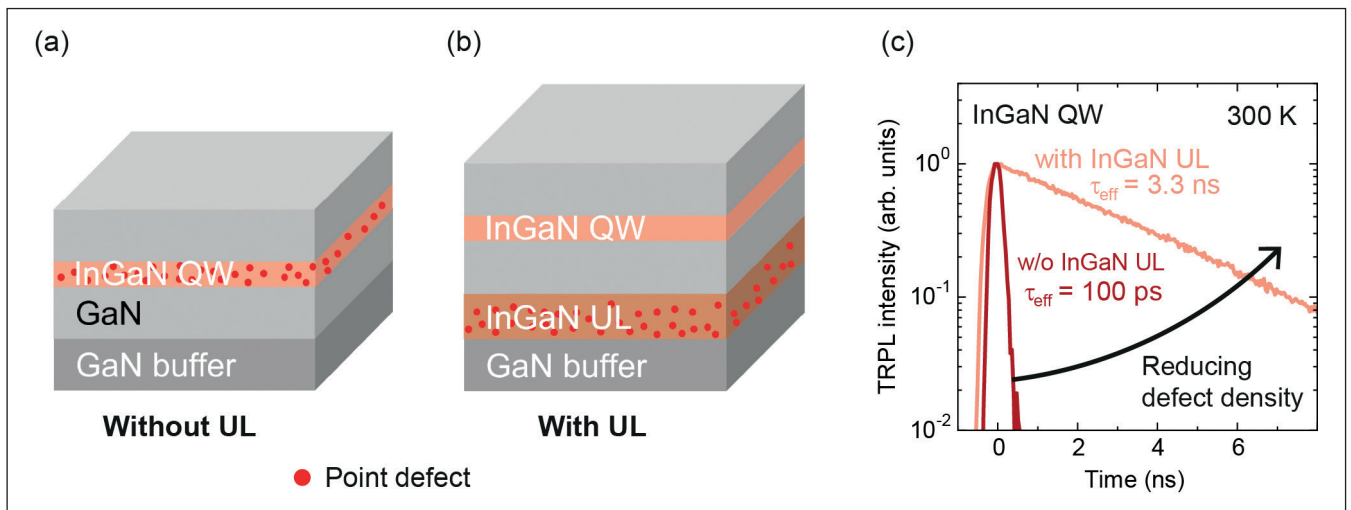 (a)
InGaN QW
GaN
GaN buffer
Without UL
(b)
InGaN QW
InGaN UL
GaN buffer
With UL
Point defect
(c)
InGaN QW 300 K
with InGaN UL
τeff = 3.3 ns
w/o InGaN UL
τeff = 100 ps
Reducing
defect density
TRPL intensity (arb. units)
10⁰
10⁻¹
10⁻²
0 2 4 6
Time (ns)